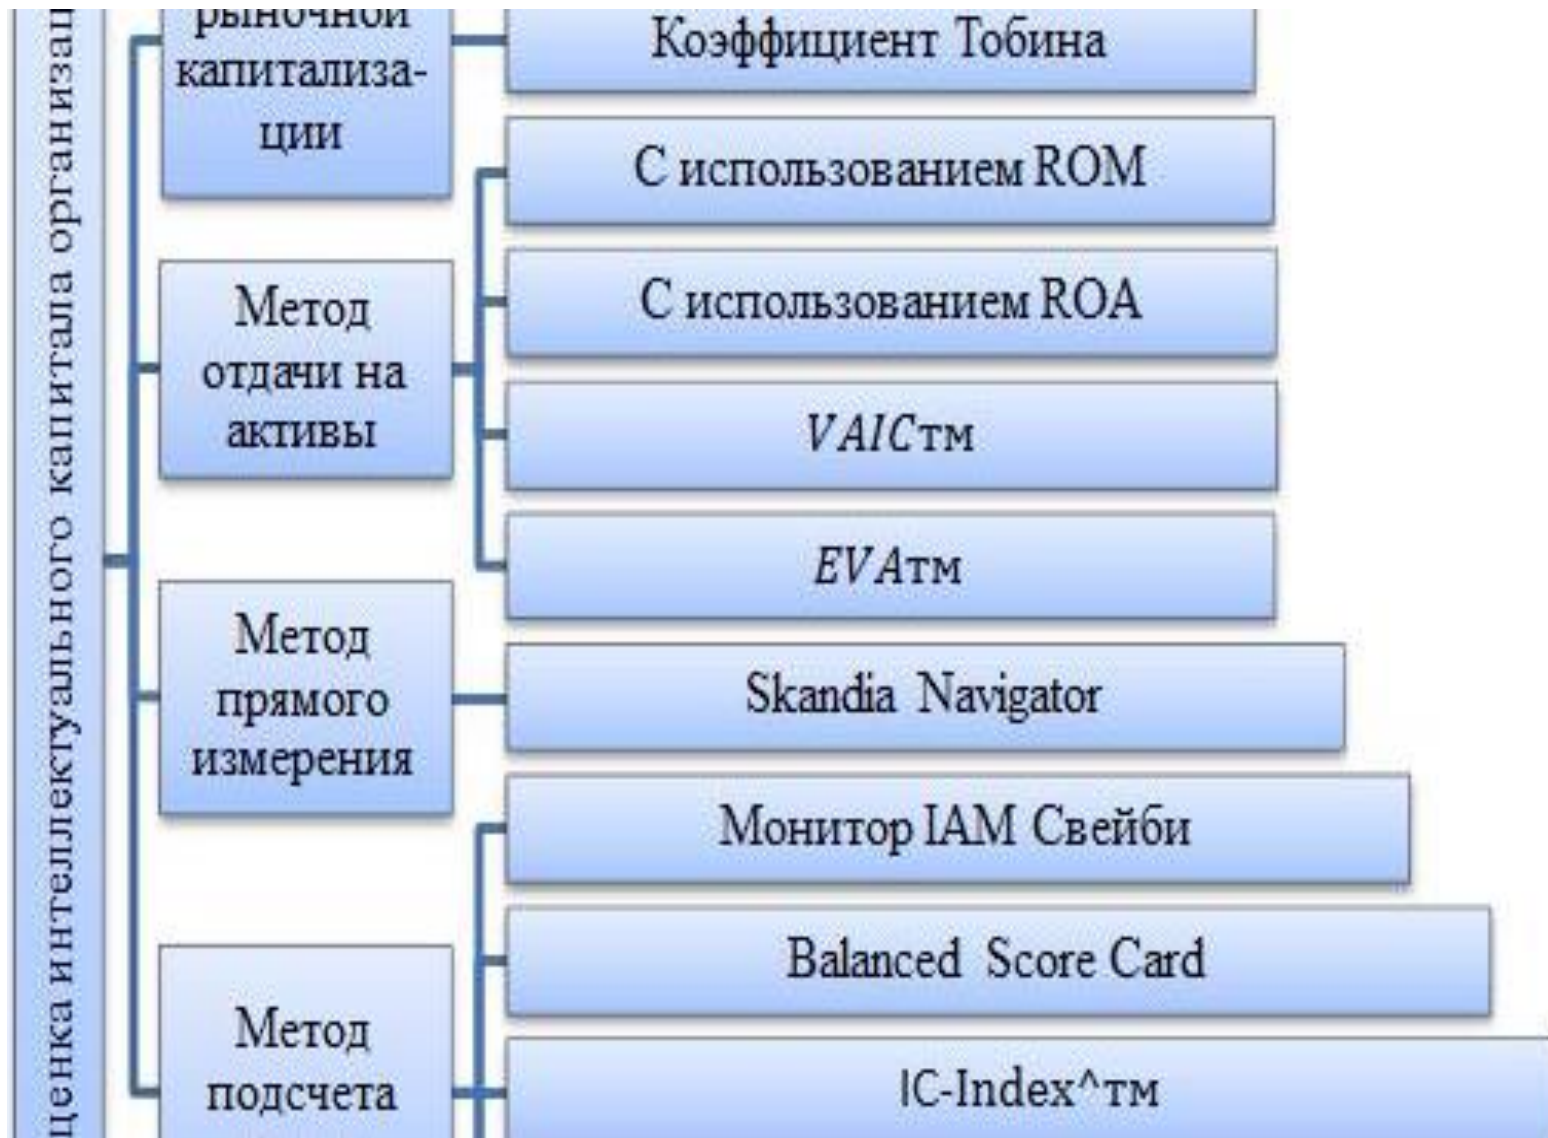 оценка интеллектуального капитала организации
рыночной
капитализа-
ции
Коэффициент Тобина
Метод
отдачи на
активы
С использованием ROM
С использованием ROA
VAICтм
EVAтм
Метод
прямого
измерения
Skandia Navigator
Метод
подсчета
Монитор IAM Свейби
Balanced Score Card
IC-Index^тм